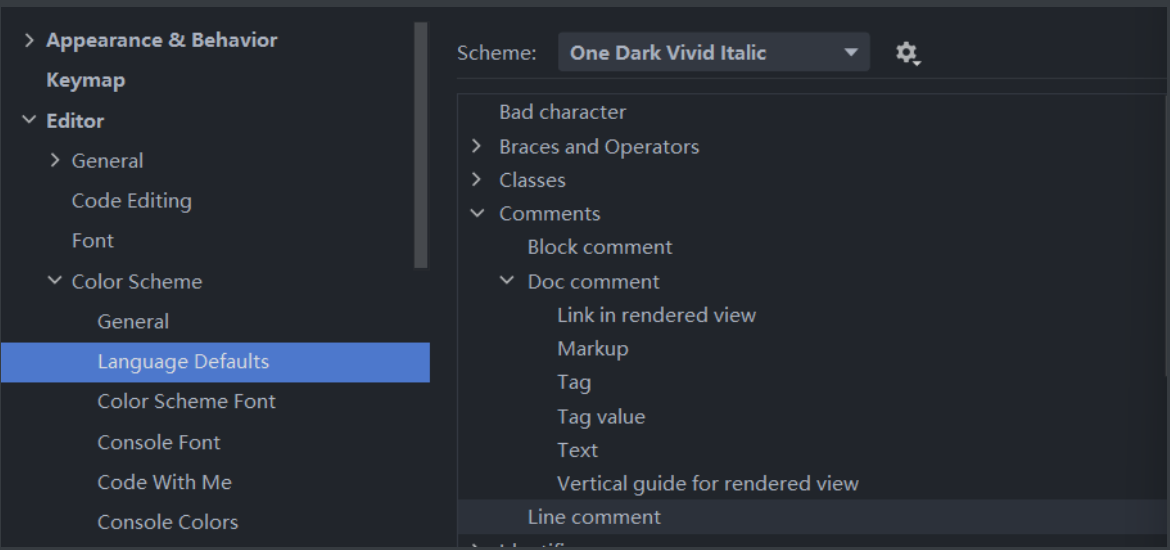 Appearance & Behavior
Keymap
Editor
General
Code Editing
Font
Color Scheme
General
Language Defaults
Color Scheme Font
Console Font
Code With Me
Console Colors
Scheme:
One Dark Vivid Italic
Bad character
Braces and Operators
Classes
Comments
Block comment
Doc comment
Link in rendered view
Markup
Tag
Tag value
Text
Vertical guide for rendered view
Line comment